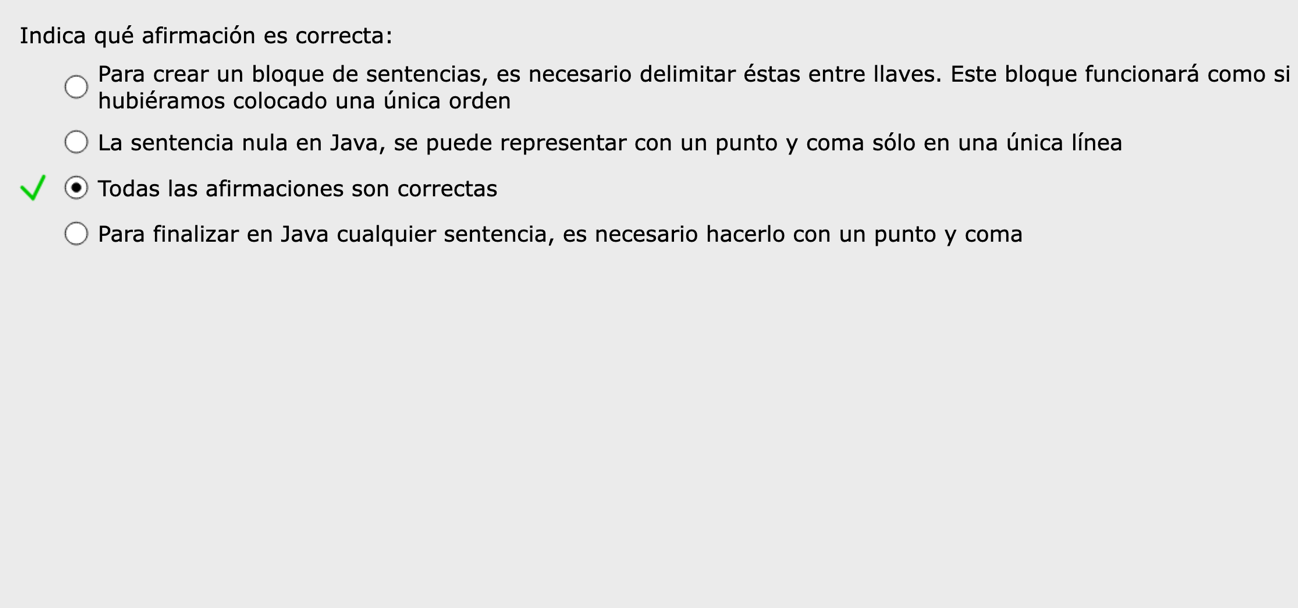 Indica qué afirmación es correcta:
Para crear un bloque de sentencias, es necesario delimitar éstas entre llaves. Este bloque funcionará como si
hubiéramos colocado una única orden
La sentencia nula en Java, se puede representar con un punto y coma sólo en una única línea
Todas las afirmaciones son correctas
Para finalizar en Java cualquier sentencia, es necesario hacerlo con un punto y coma